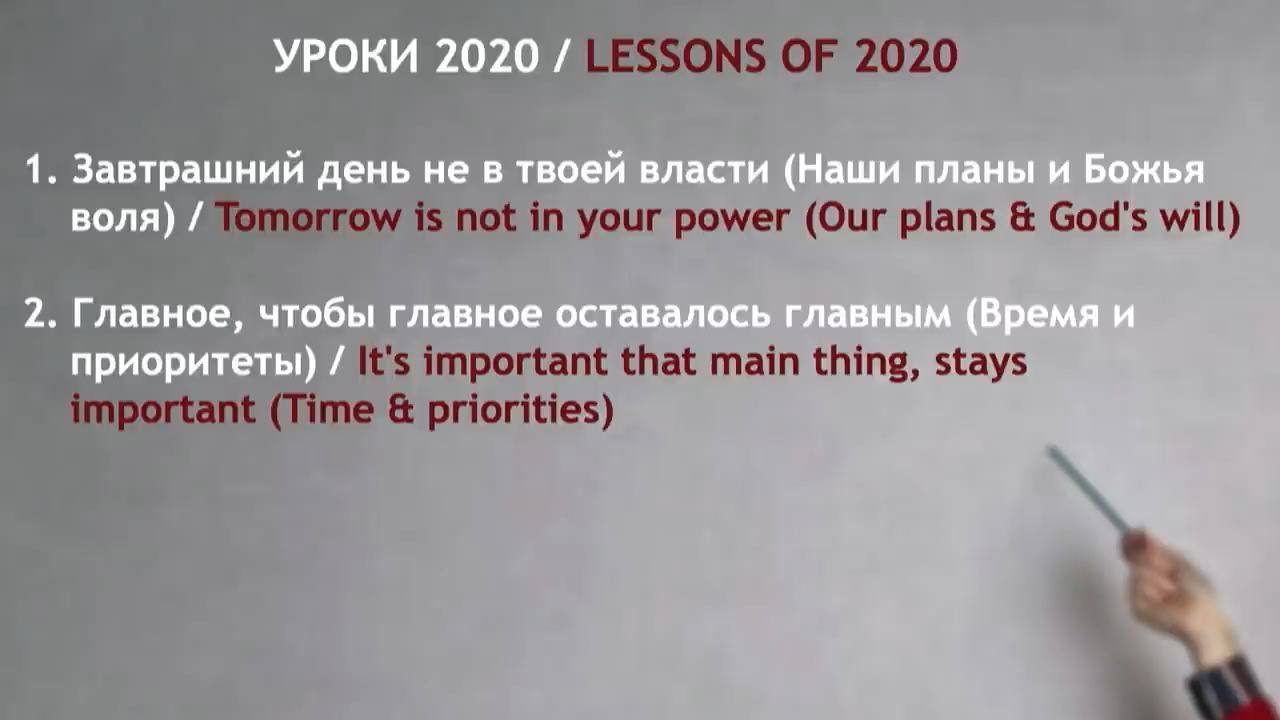 УРОКИ 2020 / LESSONS OF 2020
1. Завтрашний день не в твоей власти (Наши планы и Божья
воля) / Tomorrow is not in your power (Our plans & God's will)
2. Главное, чтобы главное оставалось главным (Время и
приоритеты) / It's important that main thing, stays
important (Time & priorities)